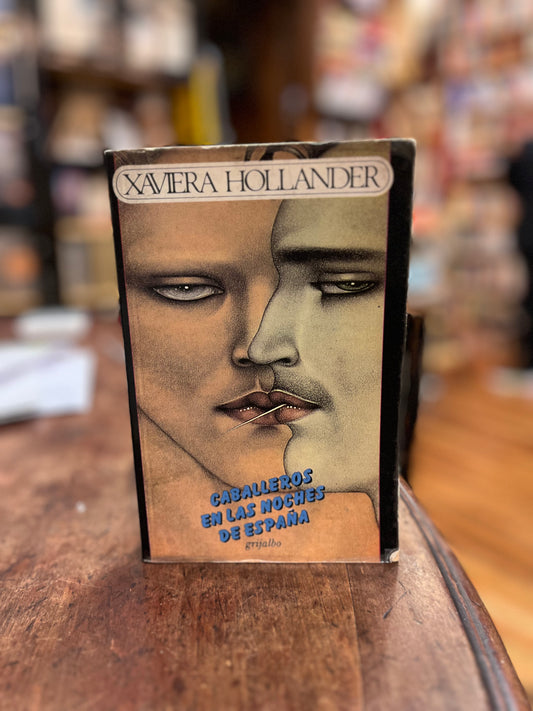 XAVIERA HOLLANDER
CABALLEROS
EN LAS NOCHES
DE ESPAÑA
grijalbo